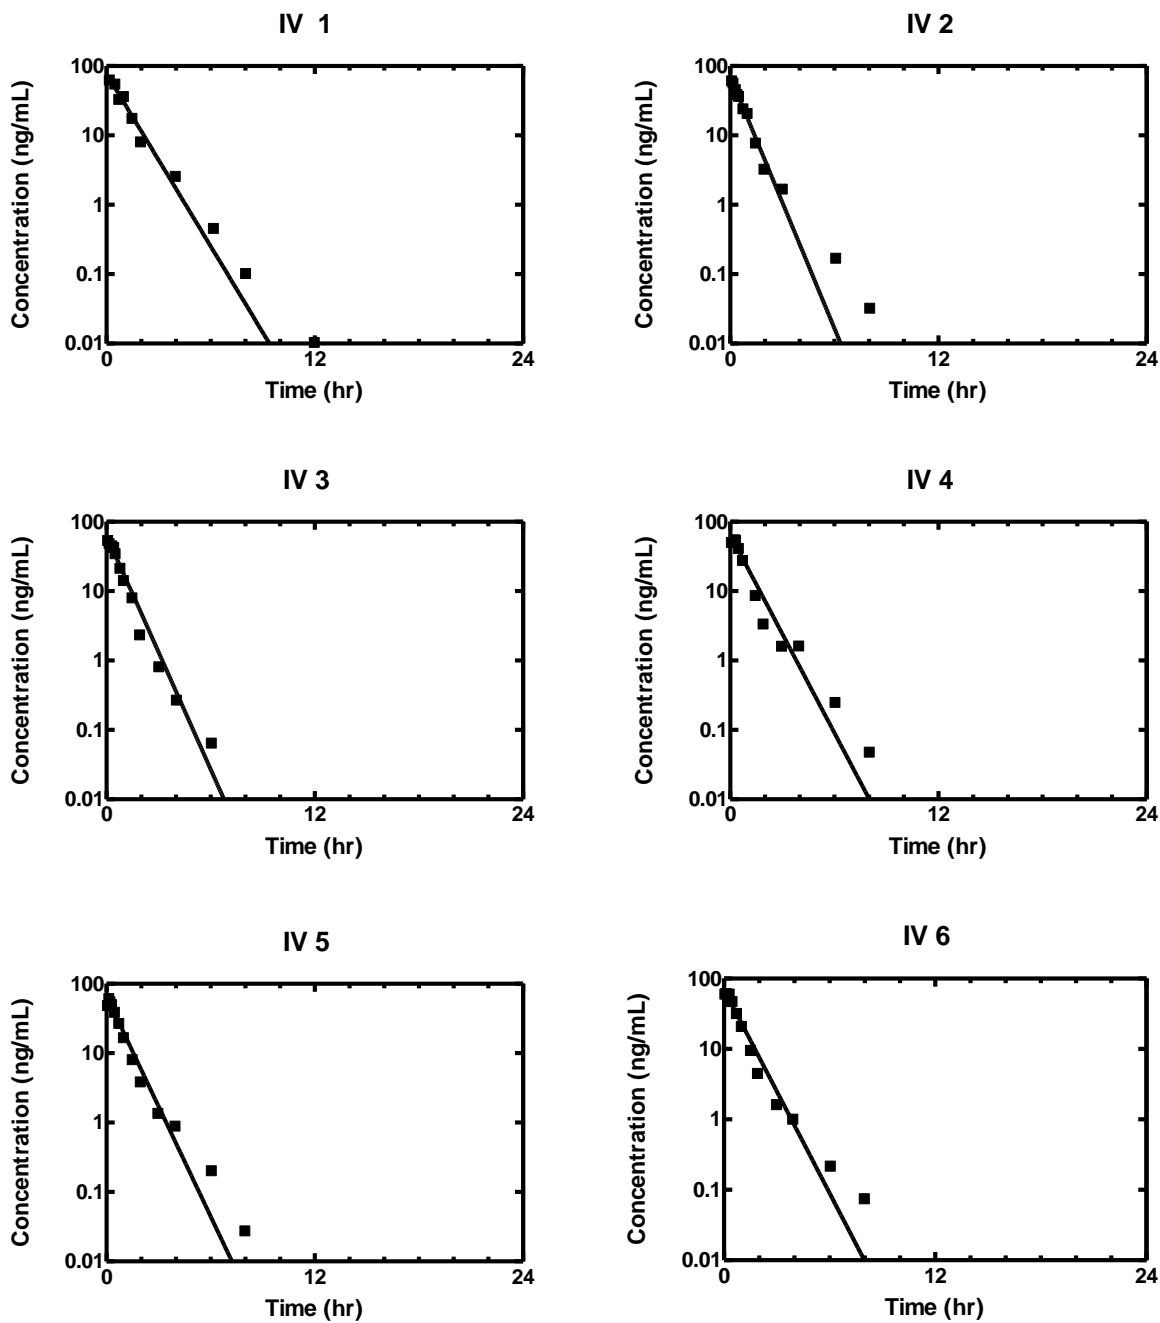 IV 1
100
10
1
0.1
0.01
0
12
24
Concentration (ng/mL)
Time (hr)
IV 2
100
10
1
0.1
0.01
0
12
24
Concentration (ng/mL)
Time (hr)
IV 3
100
10
1
0.1
0.01
0
12
24
Concentration (ng/mL)
Time (hr)
IV 4
100
10
1
0.1
0.01
0
12
24
Concentration (ng/mL)
Time (hr)
IV 5
100
10
1
0.1
0.01
0
12
24
Concentration (ng/mL)
Time (hr)
IV 6
100
10
1
0.1
0.01
0
12
24
Concentration (ng/mL)
Time (hr)